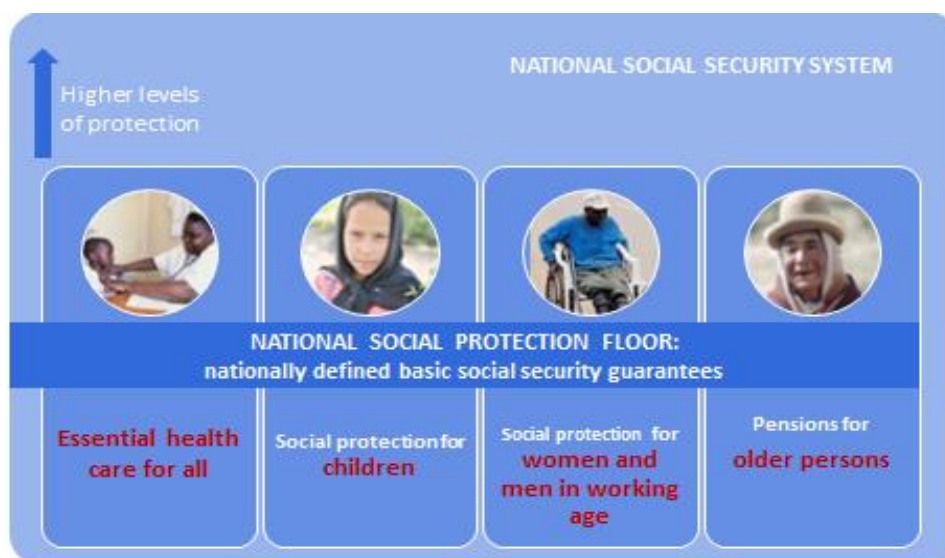 NATIONAL SOCIAL SECURITY SYSTEM
Higher levels
of protection
NATIONAL SOCIAL PROTECTION FLOOR:
nationally defined basic social security guarantees
Essential health
care for all
Social protection for
children
Social protection for
women and
men in working
age
Pensions for
older persons